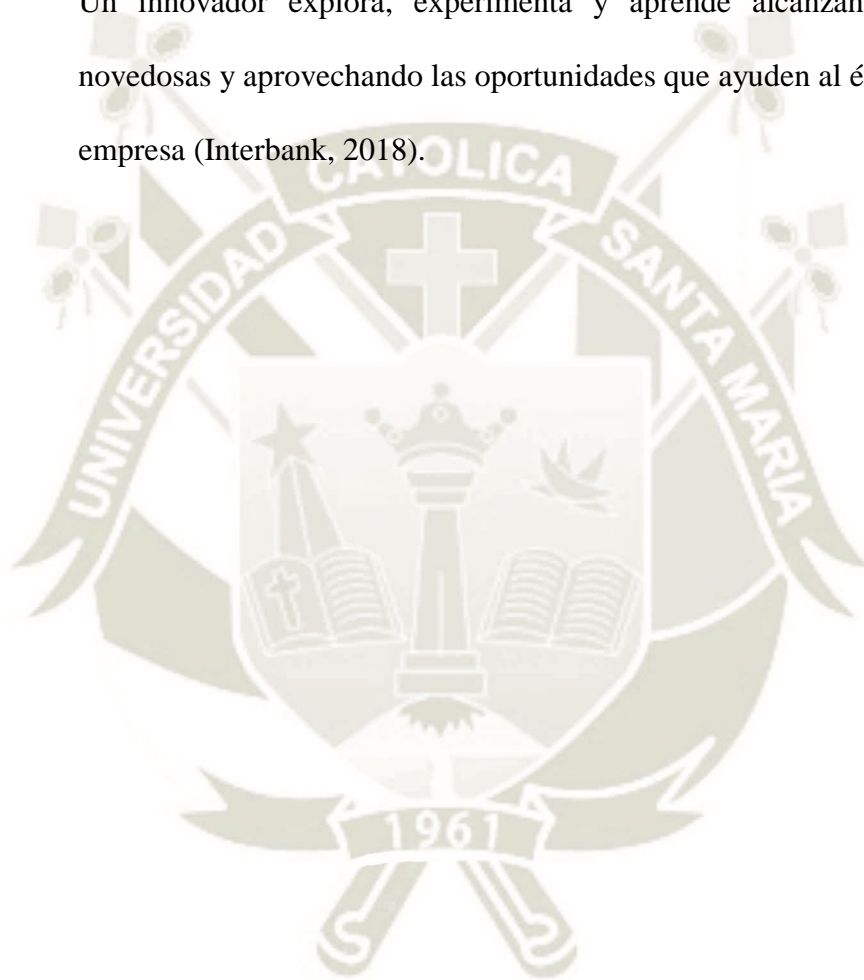 Un innovador explora, experimenta y aprende alcanzan
novedosas y aprovechando las oportunidades que ayuden al é
empresa (Interbank, 2018).
UNIVERSIDAD CATOLICA SANTA MARIA
1961